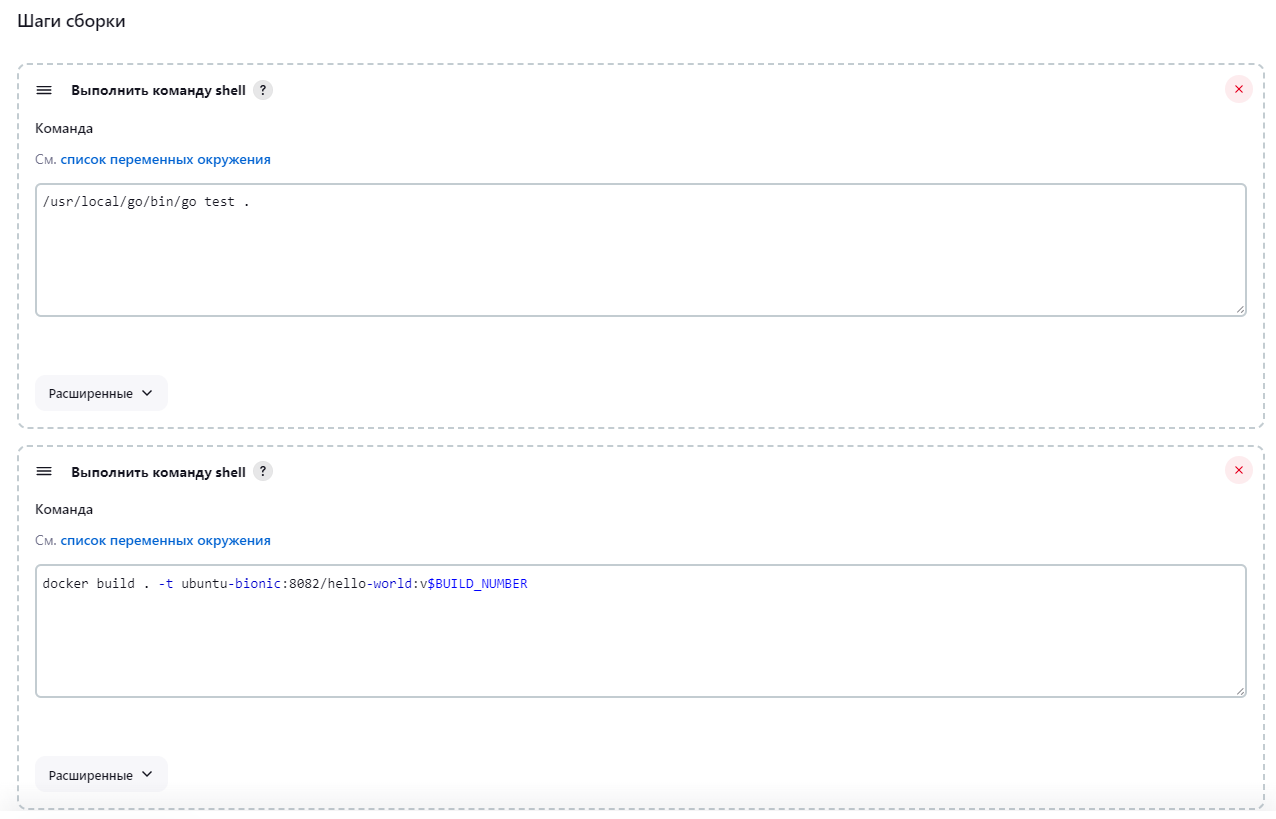 Шаги сборки
Выполнить команду shell ?
Команда
См. список переменных окружения
/usr/local/go/bin/go test .
Расширенные
Выполнить команду shell ?
Команда
См. список переменных окружения
docker build . -t ubuntu-bionic:8082/hello-world:v$BUILD_NUMBER
Расширенные